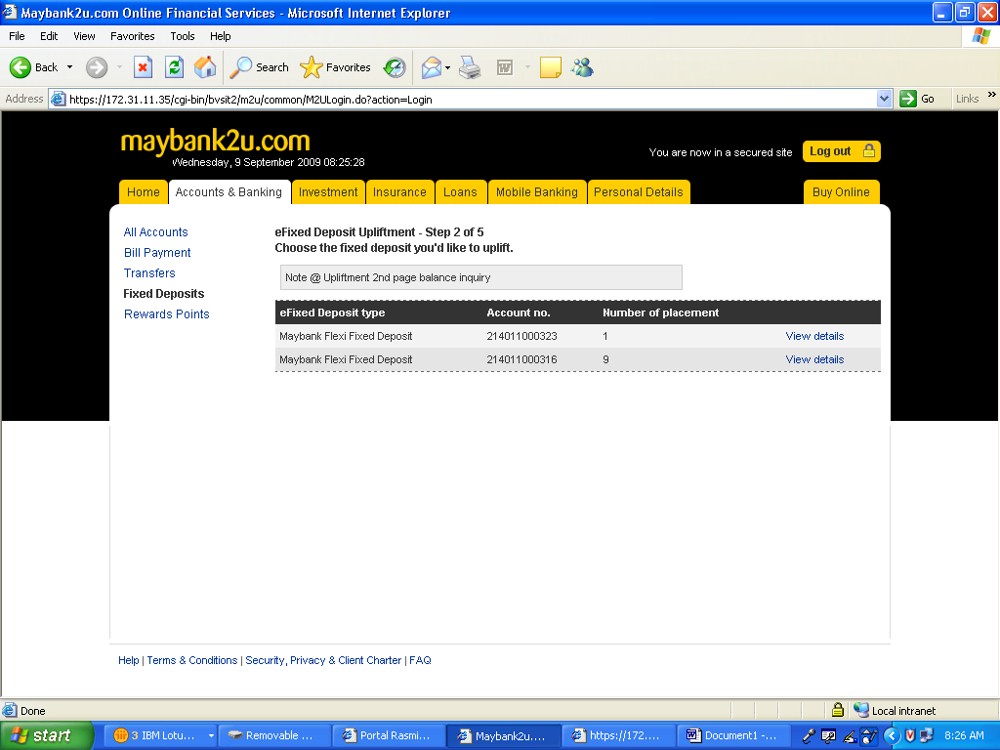 Maybank2u.com Online Financial Services - Microsoft Internet Explorer
File Edit View Favorites Tools Help
Back Search Favorites
Address https://172.31.11.35/cgi-bin/bvsit2/m2u/common/M2ULogin.do?action=Login Go Links »
maybank2u.com
Wednesday, 9 September 2009 08:25:28
You are now in a secured site Log out
Home Accounts & Banking Investment Insurance Loans Mobile Banking Personal Details Buy Online
All Accounts
Bill Payment
Transfers
Fixed Deposits
Rewards Points
eFixed Deposit Upliftment - Step 2 of 5
Choose the fixed deposit you'd like to uplift.
Note @ Upliftment 2nd page balance inquiry
eFixed Deposit type Account no. Number of placement
Maybank Flexi Fixed Deposit 214011000323 1 View details
Maybank Flexi Fixed Deposit 214011000316 9 View details
Help | Terms & Conditions | Security, Privacy & Client Charter | FAQ
Done Local intranet
start 3 IBM Lotu... Removable ... Portal Rasmi... Maybank2u.... https://172.... Document1 -... 8:26 AM